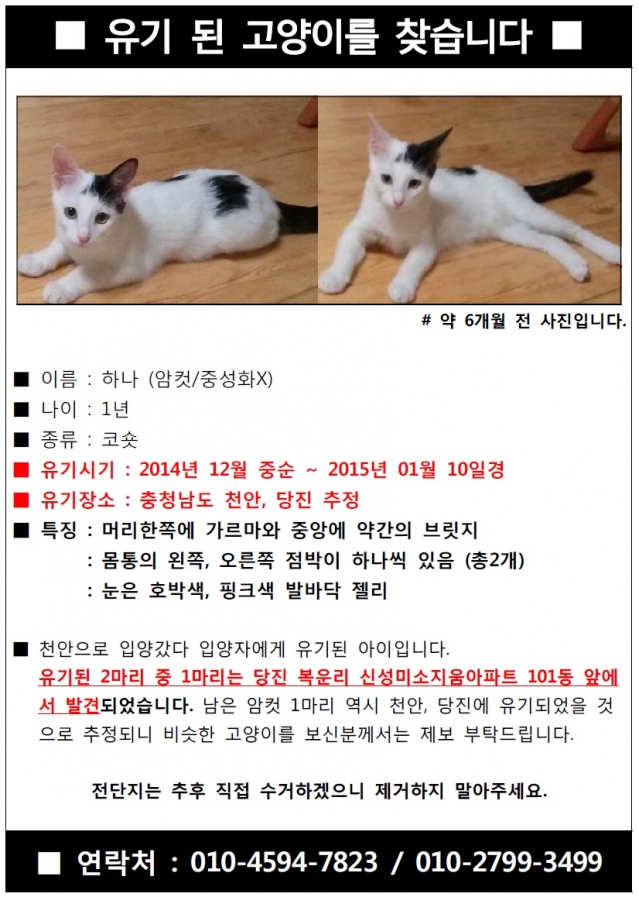 ■ 유기 된 고양이를 찾습니다 ■
# 약 6개월 전 사진입니다.
■ 이름 : 하나 (암컷/중성화X)
■ 나이 : 1년
■ 종류 : 코숏
■ 유기시기 : 2014년 12월 중순 ~ 2015년 01월 10일경
■ 유기장소 : 충청남도 천안, 당진 추정
■ 특징 : 머리한쪽에 가르마와 중앙에 약간의 브릿지
: 몸통의 왼쪽, 오른쪽 점박이 하나씩 있음 (총2개)
: 눈은 호박색, 핑크색 발바닥 젤리
■ 천안으로 입양갔다 입양자에게 유기된 아이입니다.
유기된 2마리 중 1마리는 당진 복운리 신성미소지움아파트 101동 앞에
서 발견되었습니다. 남은 암컷 1마리 역시 천안, 당진에 유기되었을 것
으로 추정되니 비슷한 고양이를 보신분께서는 제보 부탁드립니다.
전단지는 추후 직접 수거하겠으니 제거하지 말아주세요.
■ 연락처 : 010-4594-7823 / 010-2799-3499